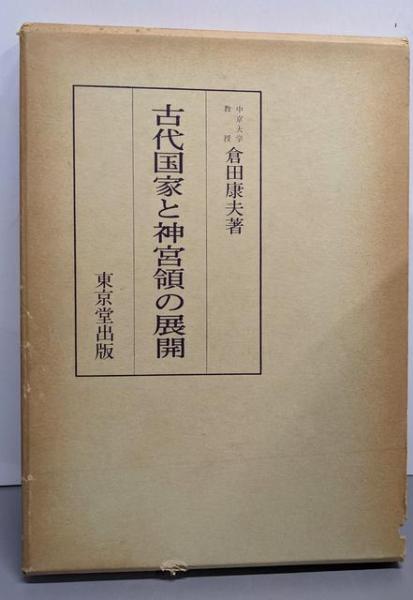 中京大学
教授
倉田康夫著
古代国家と神宮領の展開
東京堂出版